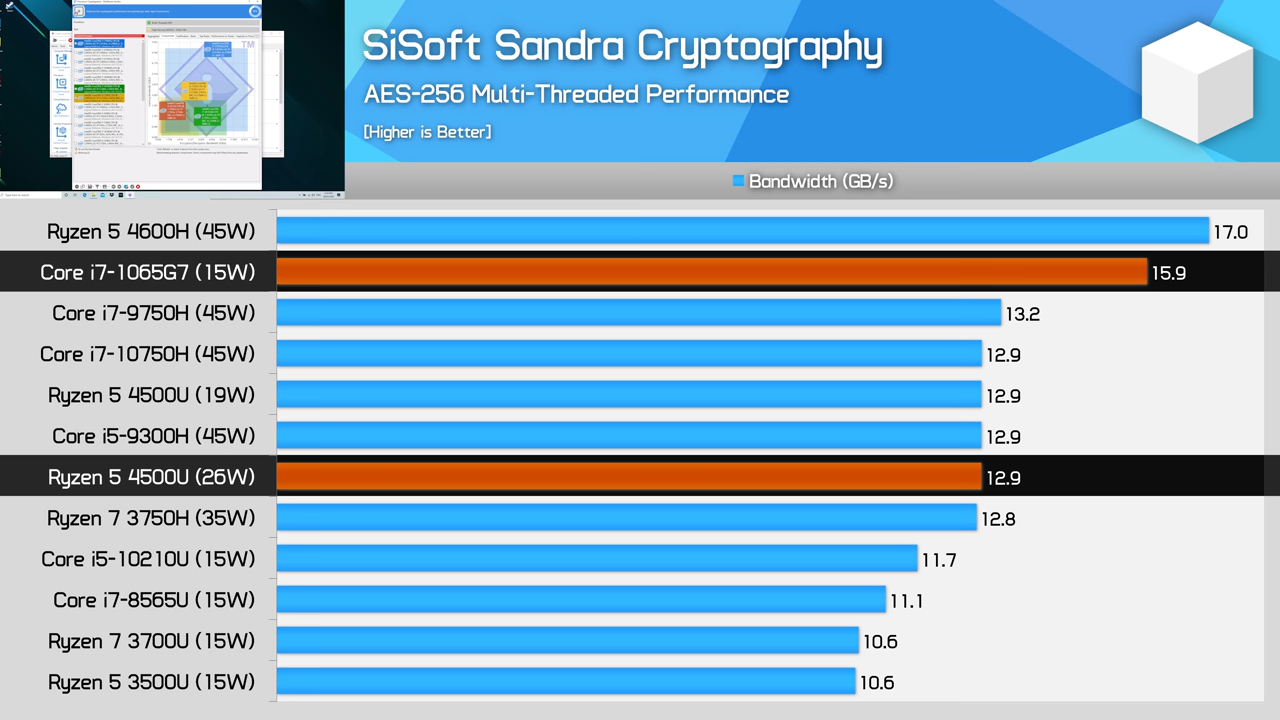 SiSoft Sandra Cryptography
AES-256 Multi-Threaded Performance
[Higher is Better]
Bandwidth (GB/s)
Ryzen 5 4600H (45W) 17.0
Core i7-1065G7 (15W) 15.9
Core i7-9750H (45W) 13.2
Core i7-10750H (45W) 12.9
Ryzen 5 4500U (19W) 12.9
Core i5-9300H (45W) 12.9
Ryzen 5 4500U (26W) 12.9
Ryzen 7 3750H (35W) 12.8
Core i5-10210U (15W) 11.7
Core i7-8565U (15W) 11.1
Ryzen 7 3700U (15W) 10.6
Ryzen 5 3500U (15W) 10.6